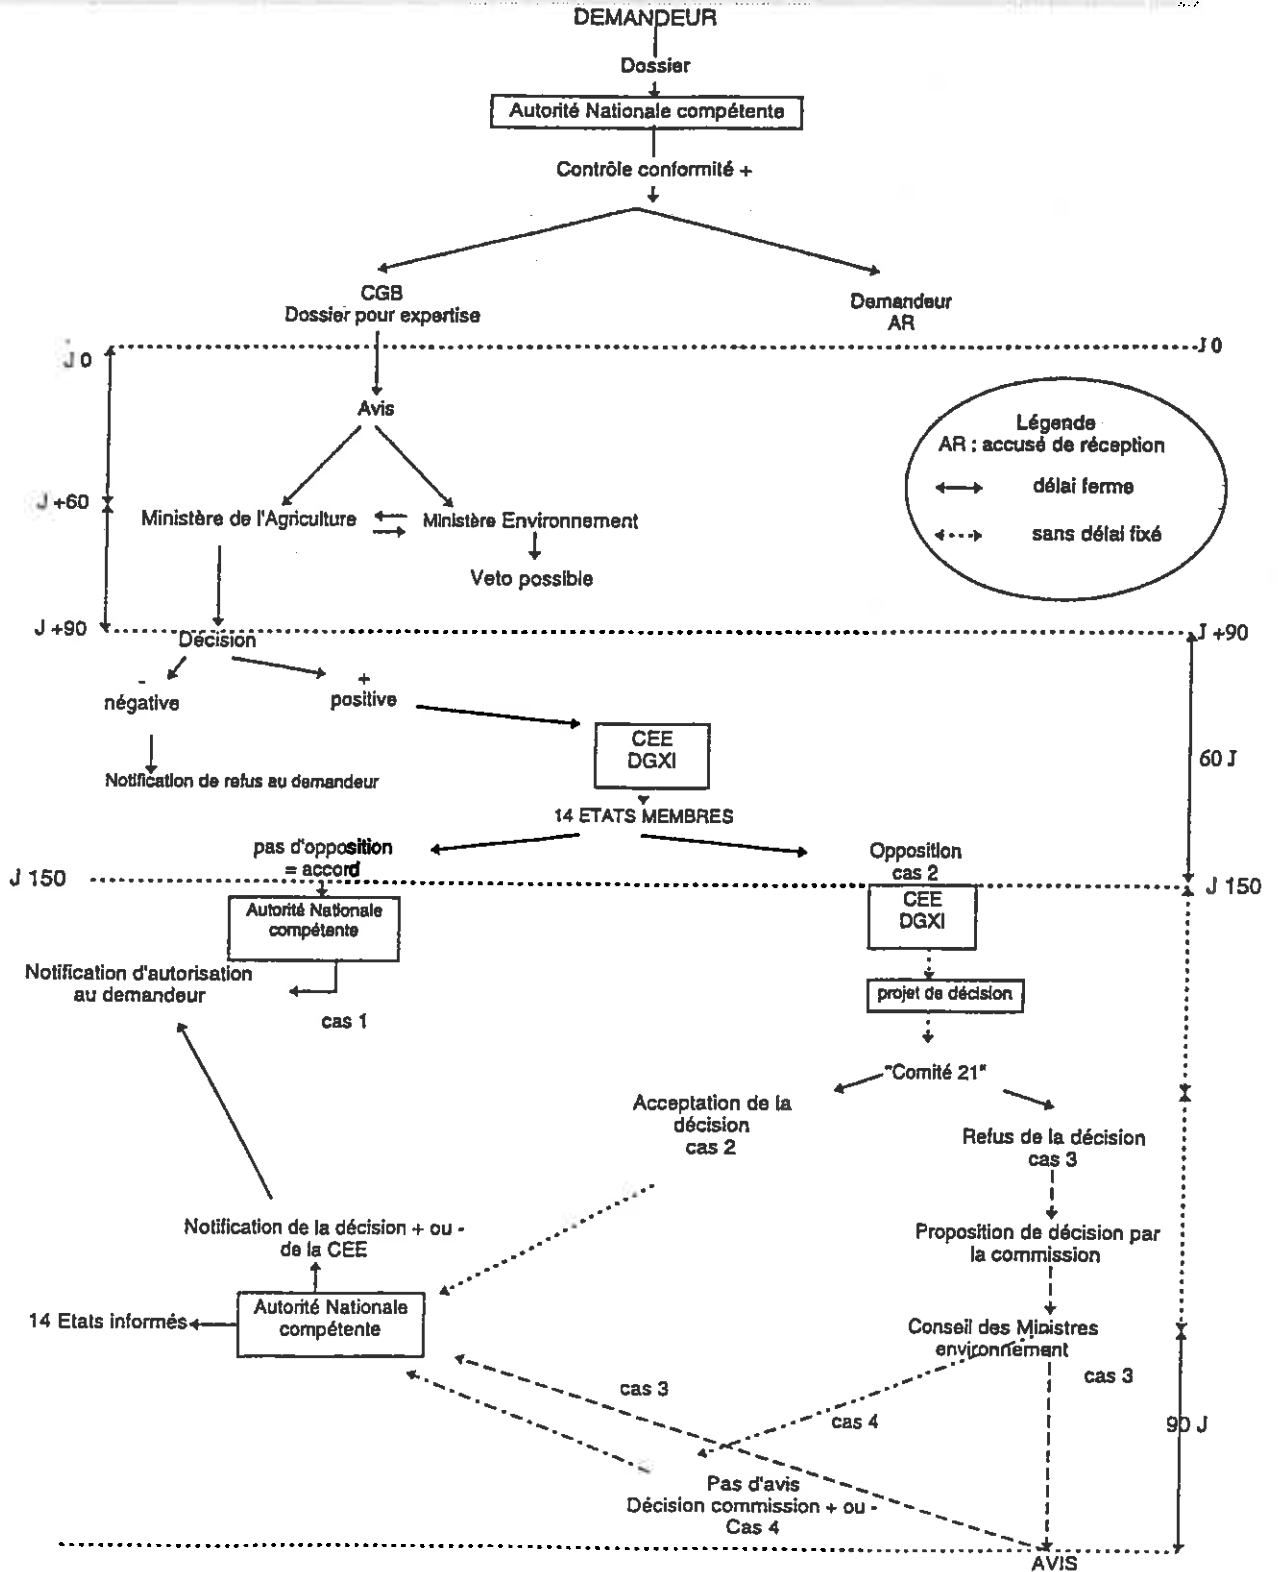 DEMANDEUR
Dossier
Autorité Nationale compétente
Contrôle conformité +
CGB
Dossier pour expertise
Demandeur
AR
J 0
J 0
Avis
Légende
AR : accusé de réception
délai ferme
sans délai fixé
J +60
Ministère de l'Agriculture
Ministère Environnement
Veto possible
J +90
J +90
Décision
-
négative
+
positive
Notification de refus au demandeur
CEE
DGXI
60 J
14 ETATS MEMBRES
pas d'opposition
= accord
Opposition
cas 2
J 150
J 150
Autorité Nationale
compétente
CEE
DGXI
Notification d'autorisation
au demandeur
cas 1
projet de décision
"Comité 21"
Acceptation de la
décision
cas 2
Refus de la décision
cas 3
Notification de la décision + ou -
de la CEE
Proposition de décision par
la commission
14 Etats informés
Autorité Nationale
compétente
Conseil des Ministres
environnement
cas 3
cas 3
cas 4
90 J
Pas d'avis
Décision commission + ou -
Cas 4
AVIS